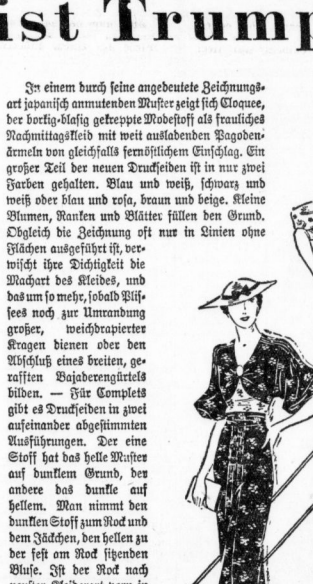 ist Trump
In einem durch feine angedeutete Zeichnungs-
art japanisch anmutenden Muster zeigt sich Cloquee,
der borkig-blasig gekreppte Modestoff als frauliches
Nachmittagskleid mit weit ausladenden Pagoden-
ärmeln von gleichfalls fernöstlichem Einschlag. Ein
großer Teil der neuen Druckseiden ist in nur zwei
Farben gehalten. Blau und weiß, schwarz und
weiß oder blau und rosa, braun und beige. Kleine
Blumen, Ranken und Blätter füllen den Grund.
Obgleich die Zeichnung oft nur in Linien ohne
Flächen ausgeführt ist, ver-
wischt ihre Dichtigkeit die
Machart des Kleides, und
das um so mehr, sobald Plis-
sees noch zur Umrandung
großer, weichdrapierter
Kragen dienen oder den
Abschluß eines breiten, ge-
rafften Bajaderengürtels
bilden. — Für Complets
gibt es Druckseiden in zwei
aufeinander abgestimmten
Ausführungen. Der eine
Stoff hat das helle Muster
auf dunklem Grund, der
andere das dunkle auf
hellem. Man nimmt den
dunklen Stoff zum Rock und
dem Jäckchen, den hellen zu
der fest am Rock sitzenden
Bluse. Ist der Rock nach